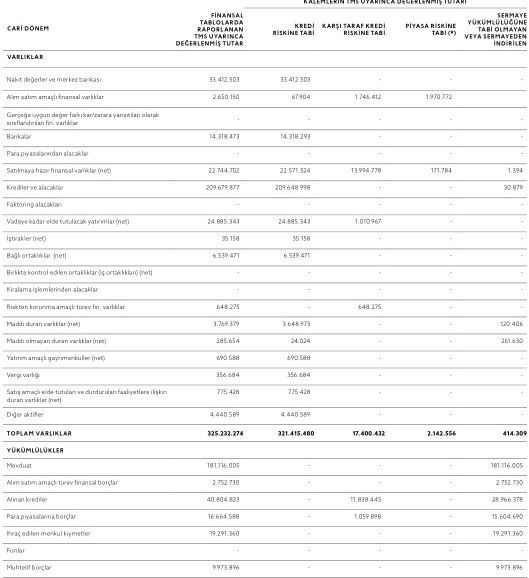 KALEMLERİN TMS UYARINCA DEĞERLENMİŞ TUTARI
CARİ DÖNEM
FİNANSAL TABLOLARDA RAPORLANAN TMS UYARINCA DEĞERLENMİŞ TUTAR
KREDİ RİSKİNE TABİ
KARŞI TARAF KREDİ RİSKİNE TABİ
PİYASA RİSKİNE TABİ (*)
SERMAYE YÜKÜMLÜLÜĞÜNE TABİ OLMAYAN VEYA SERMAYEDEN İNDİRİLEN
VARLIKLAR
Nakit değerler ve merkez bankası 33.412.503 33.412.503 - - -
Alım satım amaçlı finansal varlıklar 2.650.150 67.904 1.746.412 1.970.772
Gerçeğe uygun değer farkı kar/zarara yansıtılan olarak
sınıflandırılan fin. varlıklar - - - - -
Bankalar 14.318.473 14.318.293 - - -
Para piyasalarından alacaklar - - - - -
Satılmaya hazır finansal varlıklar (net) 22.744.702 22.571.524 13.994.778 171.784 1.394
Krediler ve alacaklar 209.679.877 209.648.998 - - 30.879
Faktoring alacakları - - - - -
Vadeye kadar elde tutulacak yatırımlar (net) 24.885.343 24.885.343 1.010.967 - -
İştirakler (net) 35.158 35.158 - - -
Bağlı ortaklıklar (net) 6.539.471 6.539.471 - - -
Birlikte kontrol edilen ortaklıklar (iş ortaklıkları) (net) - - - - -
Kiralama işlemlerinden alacaklar - - - - -
Riskten korunma amaçlı türev fin. varlıklar 648.275 - 648.275 - -
Maddi duran varlıklar (net) 3.769.379 3.648.973 - - 120.406
Maddi olmayan duran varlıklar (net) 285.654 24.024 - - 261.630
Yatırım amaçlı gayrimenkuller (net) 690.588 690.588 - - -
Vergi varlığı 356.684 356.684 - - -
Satış amaçlı elde tutulan ve durdurulan faaliyetlere ilişkin
duran varlıklar (net) 775.428 775.428 - - -
Diğer aktifler 4.440.589 4.440.589 - - -
TOPLAM VARLIKLAR 325.232.274 321.415.480 17.400.432 2.142.556 414.309
YÜKÜMLÜLÜKLER
Mevduat 181.116.005 - - - 181.116.005
Alım satım amaçlı türev finansal borçlar 2.752.730 - - - 2.752.730
Alınan krediler 40.804.823 - 11.838.445 - 28.966.378
Para piyasalarına borçlar 16.664.588 - 1.059.898 - 15.604.690
İhraç edilen menkul kıymetler 19.291.360 - - - 19.291.360
Fonlar - - - - -
Muhtelif borçlar 9.973.896 - - - 9.973.896